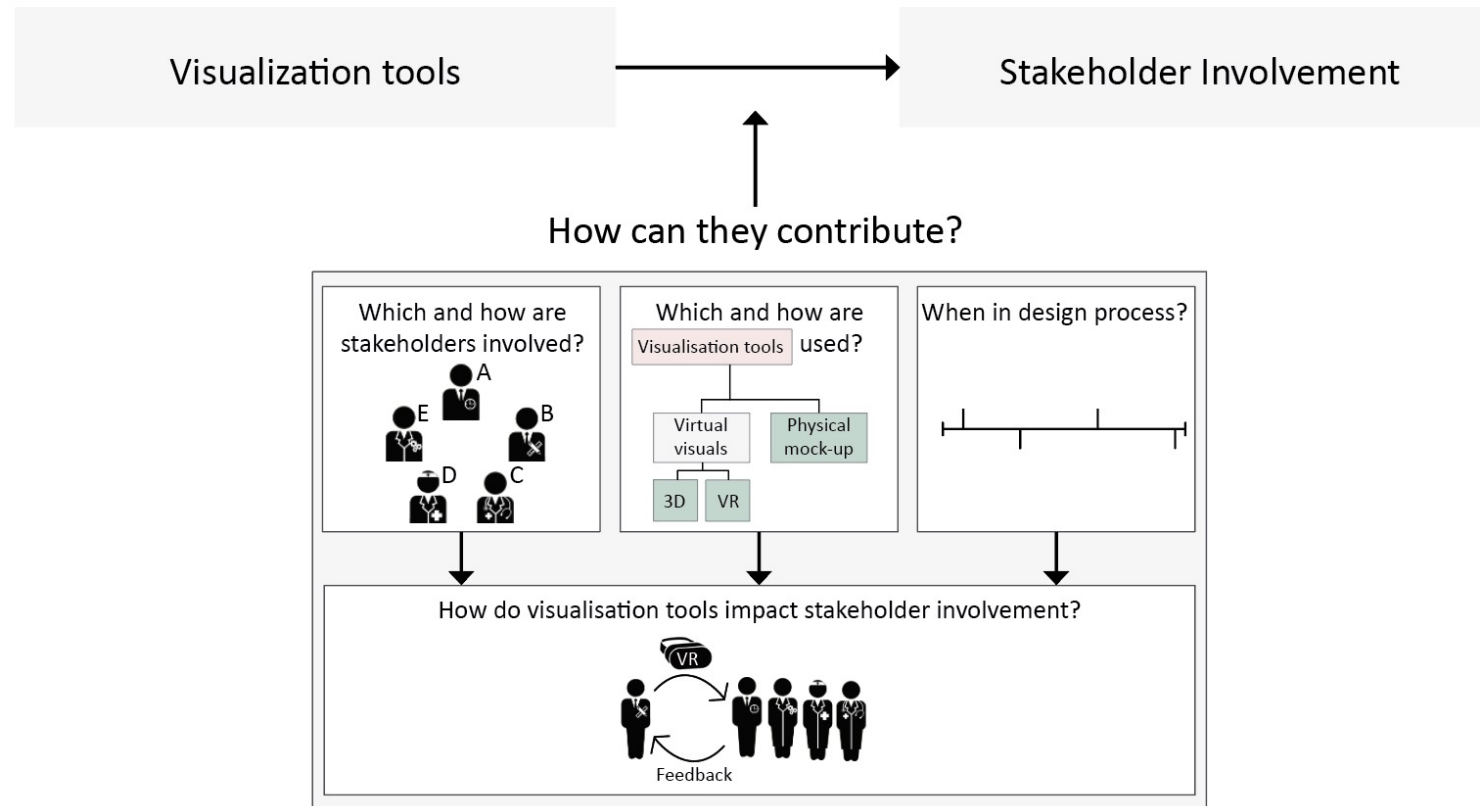 Visualization tools
Stakeholder Involvement
How can they contribute?
Which and how are
stakeholders involved?
A
E
B
D
C
Which and how are
Visualisation tools used?
Virtual
visuals
Physical
mock-up
3D
VR
When in design process?
How do visualisation tools impact stakeholder involvement?
VR
Feedback